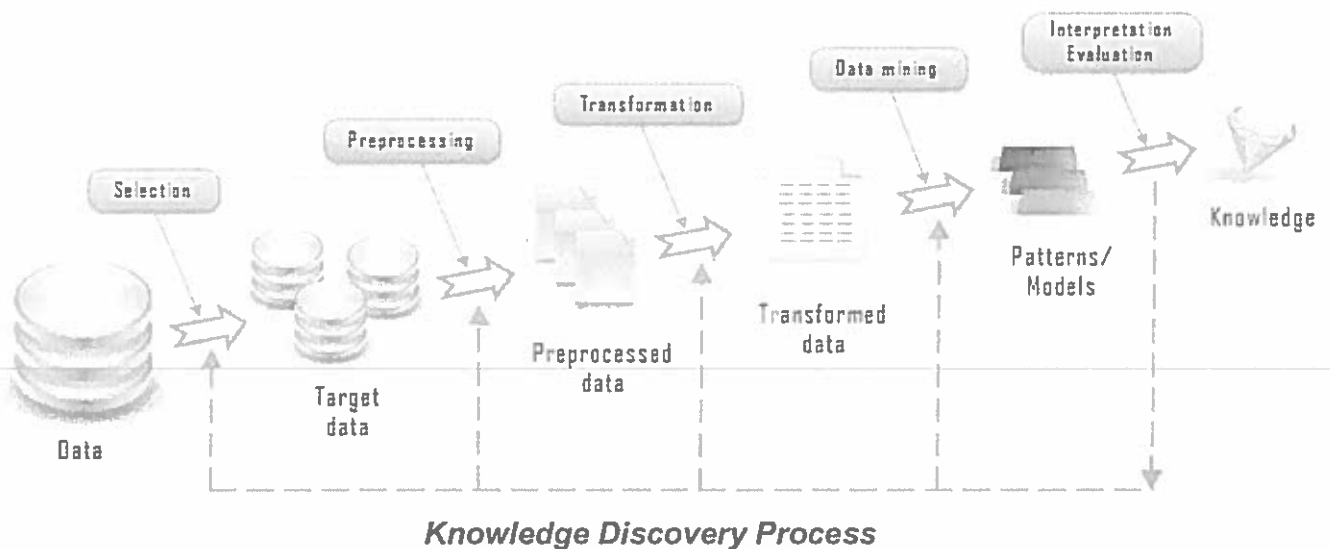 Interpretation
Evaluation
Data mining
Transformation
Preprocessing
Selection
Knowledge
Patterns/
Models
Transformed
data
Preprocessed
data
Target
data
Data
Knowledge Discovery Process